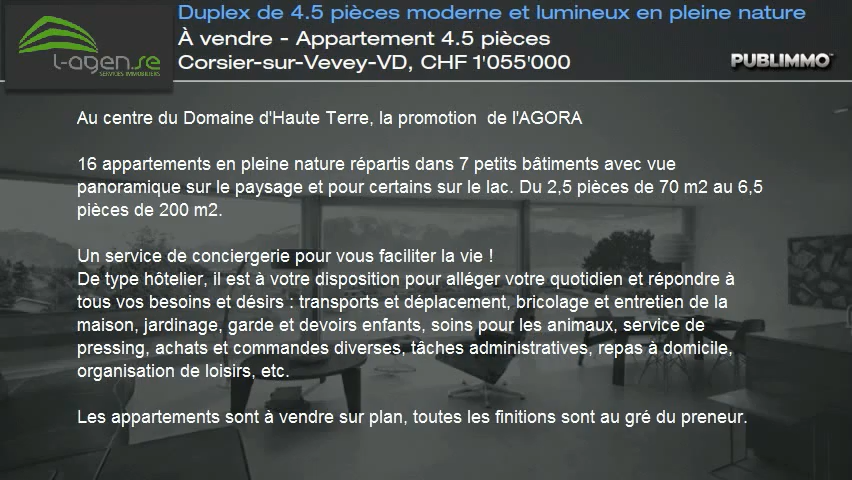 Duplex de 4.5 pièces moderne et lumineux en pleine nature
À vendre - Appartement 4.5 pièces
Corsier-sur-Vevey-VD, CHF 1'055'000
l-agen.se
SERVICES IMMOBILIERS
PUBLIMMO
Au centre du Domaine d'Haute Terre, la promotion  de l'AGORA
16 appartements en pleine nature répartis dans 7 petits bâtiments avec vue
panoramique sur le paysage et pour certains sur le lac. Du 2,5 pièces de 70 m2 au 6,5
pièces de 200 m2.
Un service de conciergerie pour vous faciliter la vie !
De type hôtelier, il est à votre disposition pour alléger votre quotidien et répondre à
tous vos besoins et désirs : transports et déplacement, bricolage et entretien de la
maison, jardinage, garde et devoirs enfants, soins pour les animaux, service de
pressing, achats et commandes diverses, tâches administratives, repas à domicile,
organisation de loisirs, etc.
Les appartements sont à vendre sur plan, toutes les finitions sont au gré du preneur.